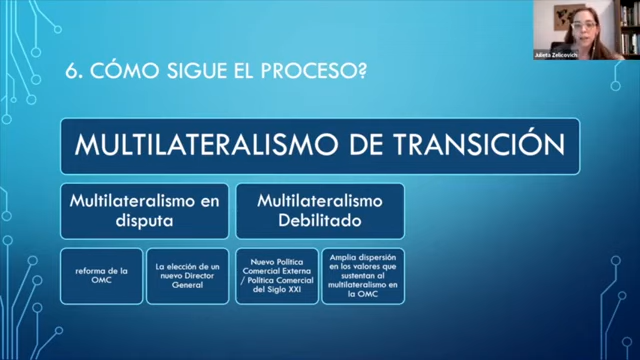 6. CÓMO SIGUE EL PROCESO?
Julieta Zelicovich
MULTILATERALISMO DE TRANSICIÓN
Multilateralismo en
disputa
Multilateralismo
Debilitado
reforma de la
OMC
La elección de un
nuevo Director
General
Nuevo Política
Comercial Externa
/ Política Comercial
del Siglo XXI
Amplia dispersión
en los valores que
sustentan al
multilateralismo en
la OMC